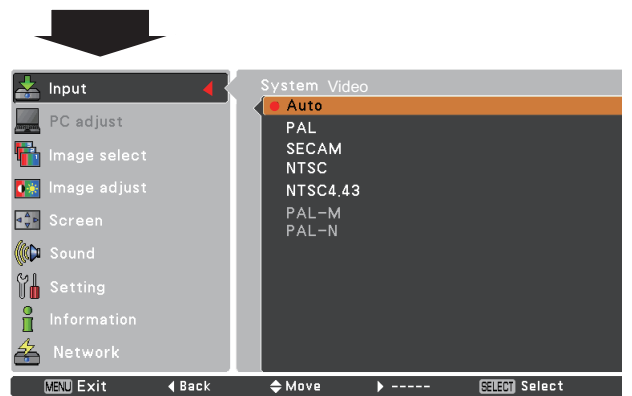 Input
PC adjust
Image select
Image adjust
Screen
Sound
Setting
Information
Network
System Video
Auto
PAL
SECAM
NTSC
NTSC4.43
PAL-M
PAL-N
MENU Exit Back Move ----- SELECT Select